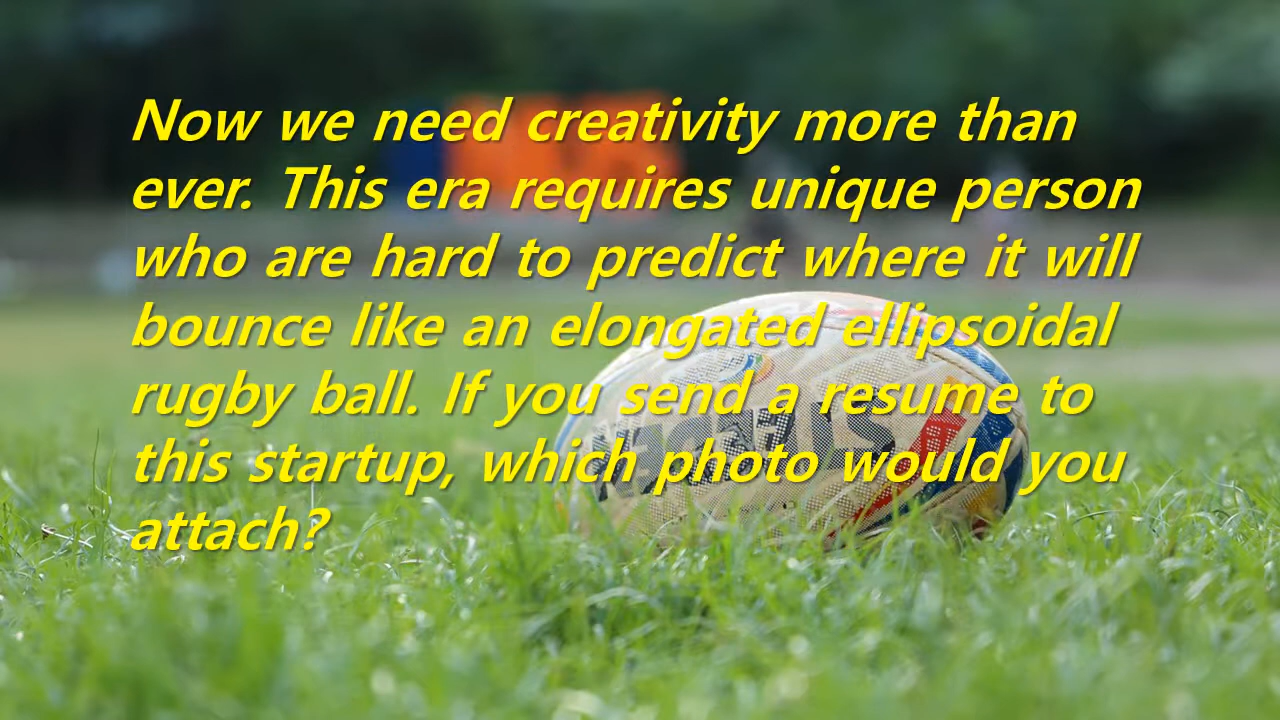 Now we need creativity more than
ever. This era requires unique person
who are hard to predict where it will
bounce like an elongated ellipsoidal
rugby ball. If you send a resume to
this startup, which photo would you
attach?